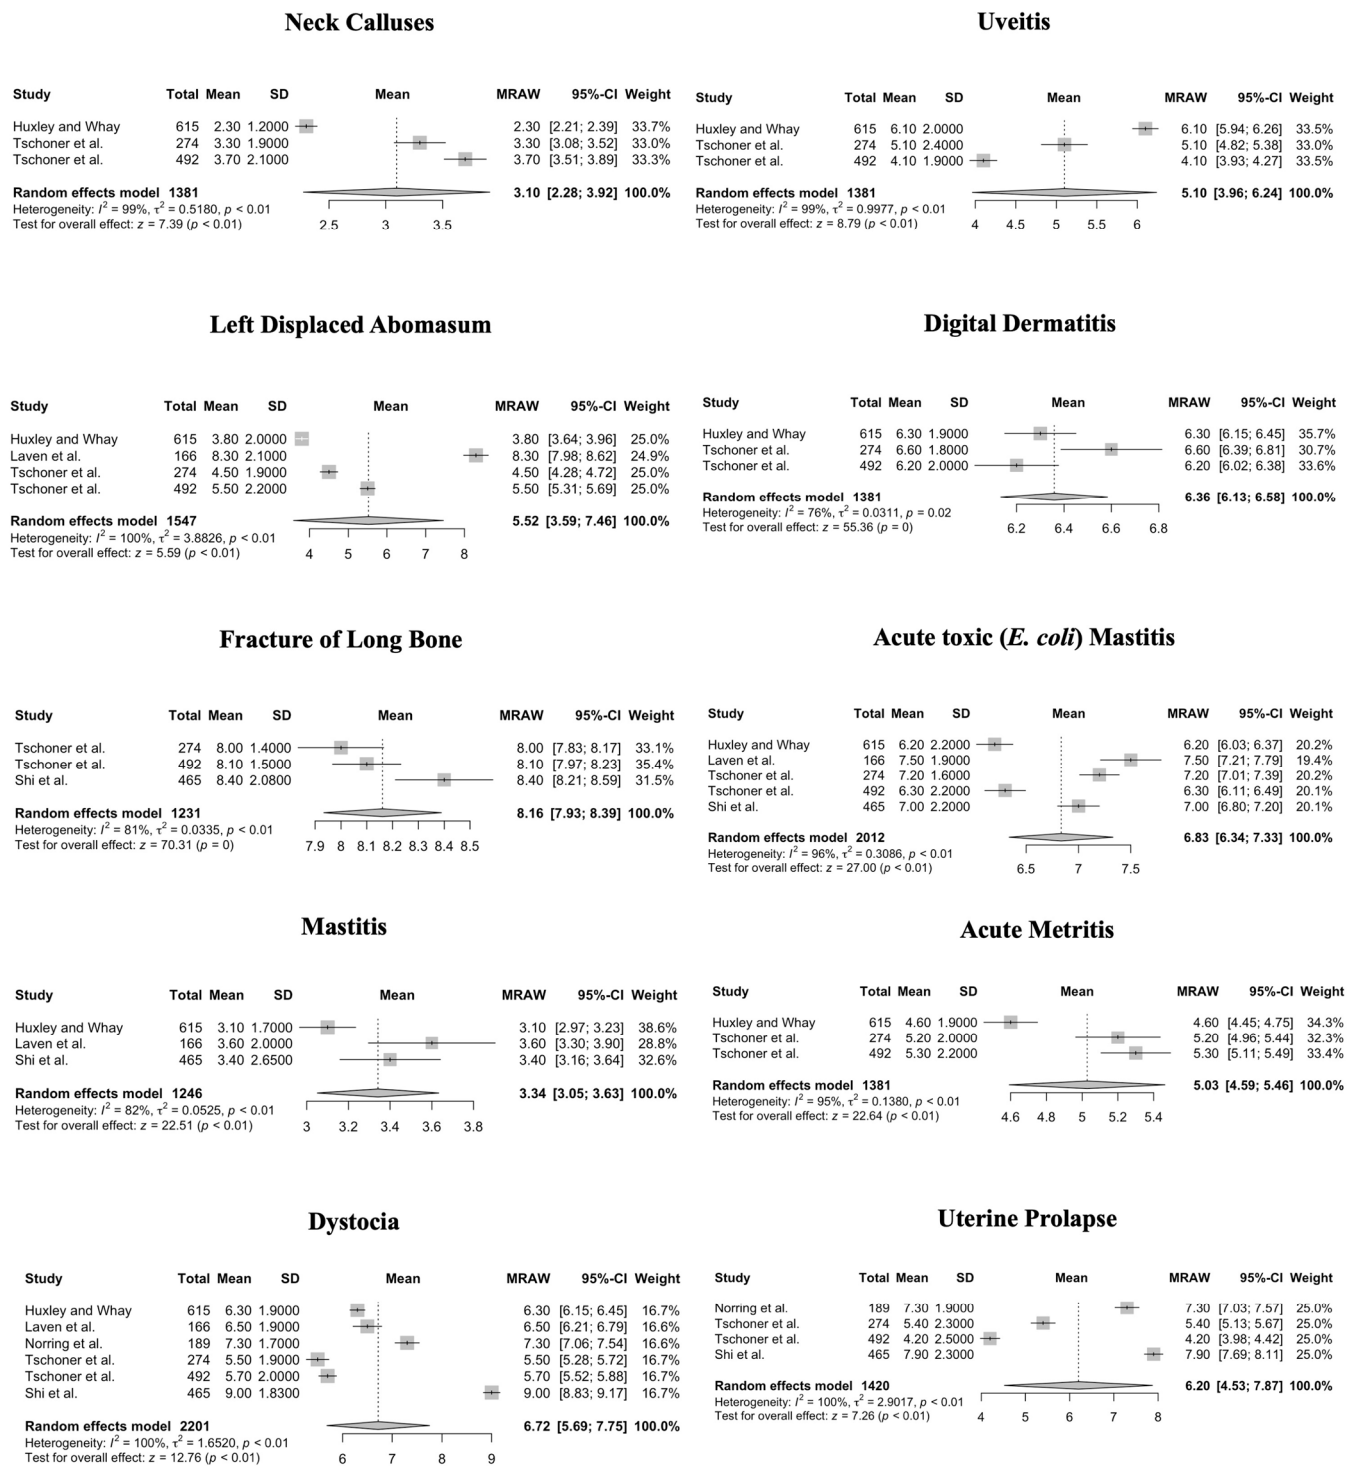 Neck Calluses
Study Total Mean SD Mean MRAW 95%-CI Weight
Huxley and Whay 615 2.30 1.2000 2.30 [2.21; 2.39] 33.7%
Tschoner et al. 274 3.30 1.9000 3.30 [3.08; 3.52] 33.0%
Tschoner et al. 492 3.70 2.1000 3.70 [3.51; 3.89] 33.3%
Random effects model 1381 3.10 [2.28; 3.92] 100.0%
Heterogeneity: I² = 99%, τ² = 0.5180, p < 0.01
Test for overall effect: z = 7.39 (p < 0.01)
2.5 3 3.5
Uveitis
Study Total Mean SD Mean MRAW 95%-CI Weight
Huxley and Whay 615 6.10 2.0000 6.10 [5.94; 6.26] 33.5%
Tschoner et al. 274 5.10 2.4000 5.10 [4.82; 5.38] 33.0%
Tschoner et al. 492 4.10 1.9000 4.10 [3.93; 4.27] 33.5%
Random effects model 1381 5.10 [3.96; 6.24] 100.0%
Heterogeneity: I² = 99%, τ² = 0.9977, p < 0.01
Test for overall effect: z = 8.79 (p < 0.01)
4 4.5 5 5.5 6
Left Displaced Abomasum
Study Total Mean SD Mean MRAW 95%-CI Weight
Huxley and Whay 615 3.80 2.0000 3.80 [3.64; 3.96] 25.0%
Laven et al. 166 8.30 2.1000 8.30 [7.98; 8.62] 24.9%
Tschoner et al. 274 4.50 1.9000 4.50 [4.28; 4.72] 25.0%
Tschoner et al. 492 5.50 2.2000 5.50 [5.31; 5.69] 25.0%
Random effects model 1547 5.52 [3.59; 7.46] 100.0%
Heterogeneity: I² = 100%, τ² = 3.8826, p < 0.01
Test for overall effect: z = 5.59 (p < 0.01)
4 5 6 7 8
Digital Dermatitis
Study Total Mean SD Mean MRAW 95%-CI Weight
Huxley and Whay 615 6.30 1.9000 6.30 [6.15; 6.45] 35.7%
Tschoner et al. 274 6.60 1.8000 6.60 [6.39; 6.81] 30.7%
Tschoner et al. 492 6.20 2.0000 6.20 [6.02; 6.38] 33.6%
Random effects model 1381 6.36 [6.13; 6.58] 100.0%
Heterogeneity: I² = 76%, τ² = 0.0311, p = 0.02
Test for overall effect: z = 55.36 (p = 0)
6.2 6.4 6.6 6.8
Fracture of Long Bone
Study Total Mean SD Mean MRAW 95%-CI Weight
Tschoner et al. 274 8.00 1.4000 8.00 [7.83; 8.17] 33.1%
Tschoner et al. 492 8.10 1.5000 8.10 [7.97; 8.23] 35.4%
Shi et al. 465 8.40 2.0800 8.40 [8.21; 8.59] 31.5%
Random effects model 1231 8.16 [7.93; 8.39] 100.0%
Heterogeneity: I² = 81%, τ² = 0.0335, p < 0.01
Test for overall effect: z = 70.31 (p = 0)
7.9 8 8.1 8.2 8.3 8.4 8.5
Acute toxic (E. coli) Mastitis
Study Total Mean SD Mean MRAW 95%-CI Weight
Huxley and Whay 615 6.20 2.2000 6.20 [6.03; 6.37] 20.2%
Laven et al. 166 7.50 1.9000 7.50 [7.21; 7.79] 19.4%
Tschoner et al. 274 7.20 1.6000 7.20 [7.01; 7.39] 20.2%
Tschoner et al. 492 6.30 2.2000 6.30 [6.11; 6.49] 20.1%
Shi et al. 465 7.00 2.2000 7.00 [6.80; 7.20] 20.1%
Random effects model 2012 6.83 [6.34; 7.33] 100.0%
Heterogeneity: I² = 96%, τ² = 0.3086, p < 0.01
Test for overall effect: z = 27.00 (p < 0.01)
6.5 7 7.5
Mastitis
Study Total Mean SD Mean MRAW 95%-CI Weight
Huxley and Whay 615 3.10 1.7000 3.10 [2.97; 3.23] 38.6%
Laven et al. 166 3.60 2.0000 3.60 [3.30; 3.90] 28.8%
Shi et al. 465 3.40 2.6500 3.40 [3.16; 3.64] 32.6%
Random effects model 1246 3.34 [3.05; 3.63] 100.0%
Heterogeneity: I² = 82%, τ² = 0.0525, p < 0.01
Test for overall effect: z = 22.51 (p < 0.01)
3 3.2 3.4 3.6 3.8
Acute Metritis
Study Total Mean SD Mean MRAW 95%-CI Weight
Huxley and Whay 615 4.60 1.9000 4.60 [4.45; 4.75] 34.3%
Tschoner et al. 274 5.20 2.0000 5.20 [4.96; 5.44] 32.3%
Tschoner et al. 492 5.30 2.2000 5.30 [5.11; 5.49] 33.4%
Random effects model 1381 5.03 [4.59; 5.46] 100.0%
Heterogeneity: I² = 95%, τ² = 0.1380, p < 0.01
Test for overall effect: z = 22.64 (p < 0.01)
4.6 4.8 5 5.2 5.4
Dystocia
Study Total Mean SD Mean MRAW 95%-CI Weight
Huxley and Whay 615 6.30 1.9000 6.30 [6.15; 6.45] 16.7%
Laven et al. 166 6.50 1.9000 6.50 [6.21; 6.79] 16.6%
Norring et al. 189 7.30 1.7000 7.30 [7.06; 7.54] 16.7%
Tschoner et al. 274 5.50 1.9000 5.50 [5.28; 5.72] 16.7%
Tschoner et al. 492 5.70 2.0000 5.70 [5.52; 5.88] 16.7%
Shi et al. 465 9.00 1.8300 9.00 [8.83; 9.17] 16.7%
Random effects model 2201 6.72 [5.69; 7.75] 100.0%
Heterogeneity: I² = 100%, τ² = 1.6520, p < 0.01
Test for overall effect: z = 12.76 (p < 0.01)
6 7 8 9
Uterine Prolapse
Study Total Mean SD Mean MRAW 95%-CI Weight
Norring et al. 189 7.30 1.9000 7.30 [7.03; 7.57] 25.0%
Tschoner et al. 274 5.40 2.3000 5.40 [5.13; 5.67] 25.0%
Tschoner et al. 492 4.20 2.5000 4.20 [3.98; 4.42] 25.0%
Shi et al. 465 7.90 2.3000 7.90 [7.69; 8.11] 25.0%
Random effects model 1420 6.20 [4.53; 7.87] 100.0%
Heterogeneity: I² = 100%, τ² = 2.9017, p < 0.01
Test for overall effect: z = 7.26 (p < 0.01)
4 5 6 7 8